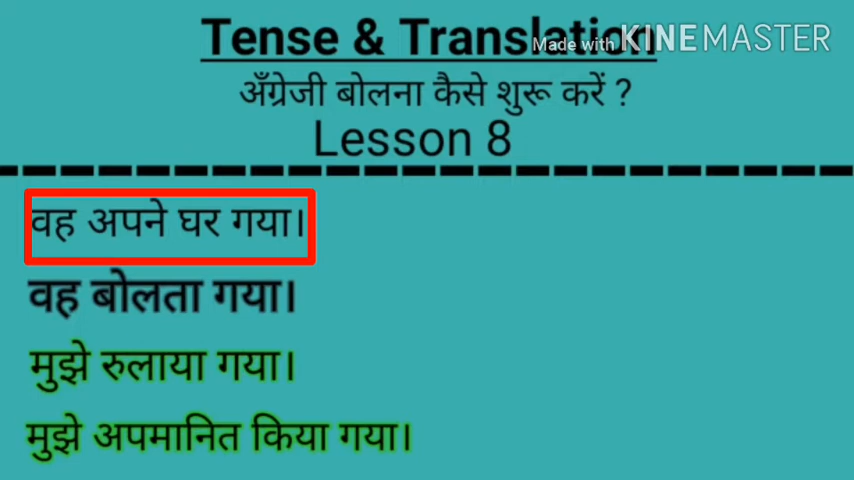 Tense & Translation
Made with KINEMASTER
अँग्रेजी बोलना कैसे शुरू करें ?
Lesson 8
वह अपने घर गया।
वह बोलता गया।
मुझे रुलाया गया।
मुझे अपमानित किया गया।